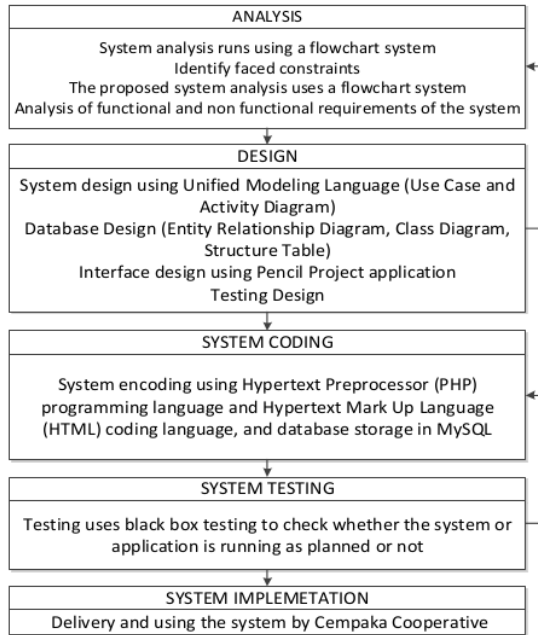 ANALYSIS
System analysis runs using a flowchart system
Identify faced constraints
The proposed system analysis uses a flowchart system
Analysis of functional and non functional requirements of the system
DESIGN
System design using Unified Modeling Language (Use Case and
Activity Diagram)
Database Design (Entity Relationship Diagram, Class Diagram,
Structure Table)
Interface design using Pencil Project application
Testing Design
SYSTEM CODING
System encoding using Hypertext Preprocessor (PHP)
programming language and Hypertext Mark Up Language
(HTML) coding language, and database storage in MySQL
SYSTEM TESTING
Testing uses black box testing to check whether the system or
application is running as planned or not
SYSTEM IMPLEMETATION
Delivery and using the system by Cempaka Cooperative